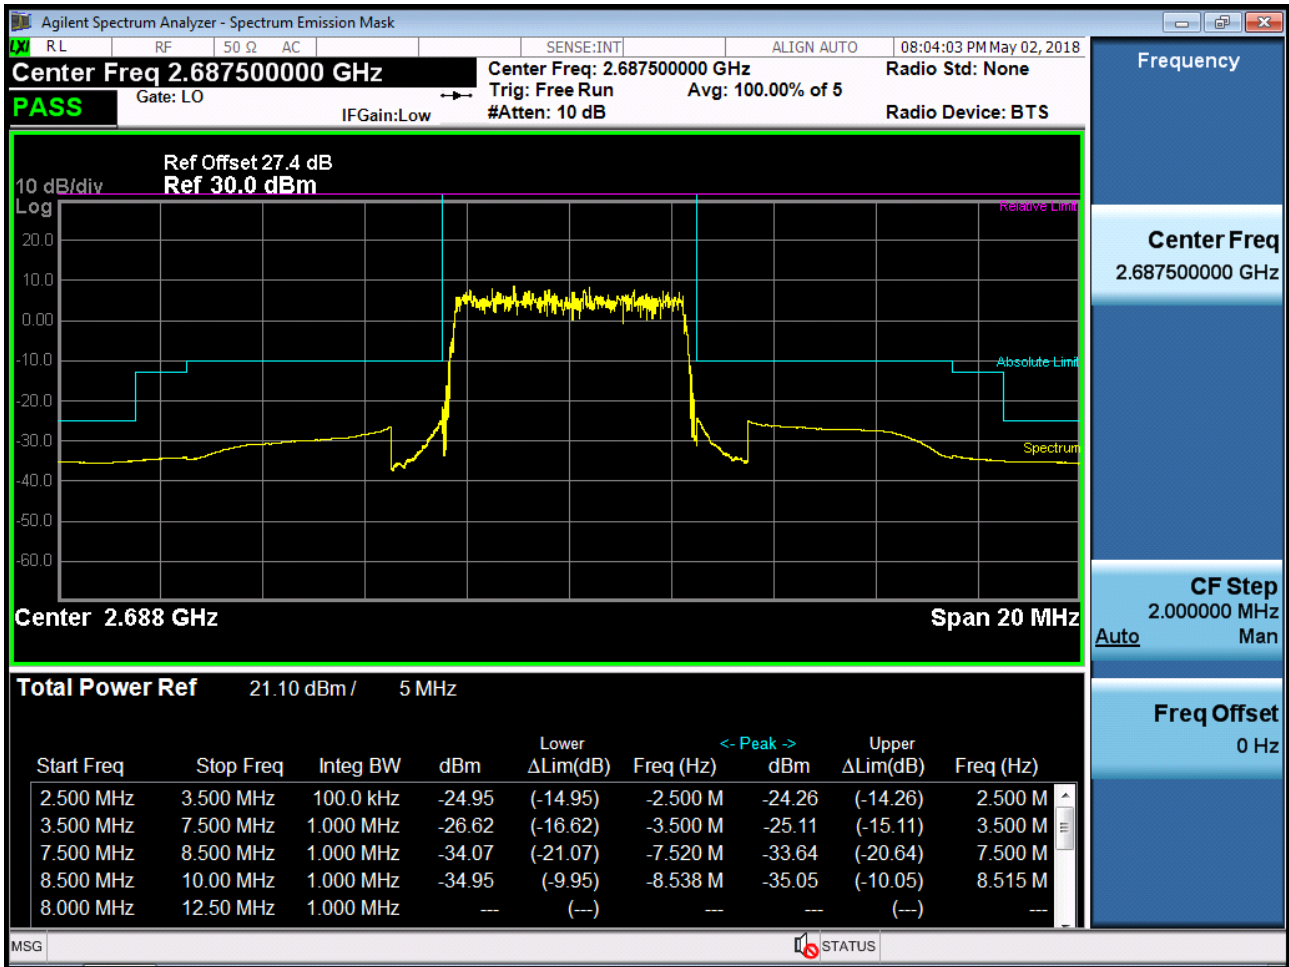 Agilent Spectrum Analyzer - Spectrum Emission Mask
LXI RL RF 50 Ω AC SENSE:INT ALIGN AUTO 08:04:03 PM May 02, 2018
Center Freq 2.687500000 GHz
PASS
Gate: LO
IFGain:Low
Center Freq: 2.687500000 GHz
Trig: Free Run Avg: 100.00% of 5
#Atten: 10 dB
Radio Std: None
Radio Device: BTS
Ref Offset 27.4 dB
10 dB/div Ref 30.0 dBm
Log
Relative Limit
20.0
10.0
0.00
-10.0
Absolute Limit
-20.0
-30.0
Spectrum
-40.0
-50.0
-60.0
Center 2.688 GHz Span 20 MHz
Total Power Ref 21.10 dBm / 5 MHz
Lower <- Peak -> Upper
Start Freq Stop Freq Integ BW dBm ΔLim(dB) Freq (Hz) dBm ΔLim(dB) Freq (Hz)
2.500 MHz 3.500 MHz 100.0 kHz -24.95 (-14.95) -2.500 M -24.26 (-14.26) 2.500 M
3.500 MHz 7.500 MHz 1.000 MHz -26.62 (-16.62) -3.500 M -25.11 (-15.11) 3.500 M
7.500 MHz 8.500 MHz 1.000 MHz -34.07 (-21.07) -7.520 M -33.64 (-20.64) 7.500 M
8.500 MHz 10.00 MHz 1.000 MHz -34.95 (-9.95) -8.538 M -35.05 (-10.05) 8.515 M
8.000 MHz 12.50 MHz 1.000 MHz --- (---) --- --- (---) ---
Frequency
Center Freq
2.687500000 GHz
CF Step
2.000000 MHz
Auto Man
Freq Offset
0 Hz
MSG STATUS